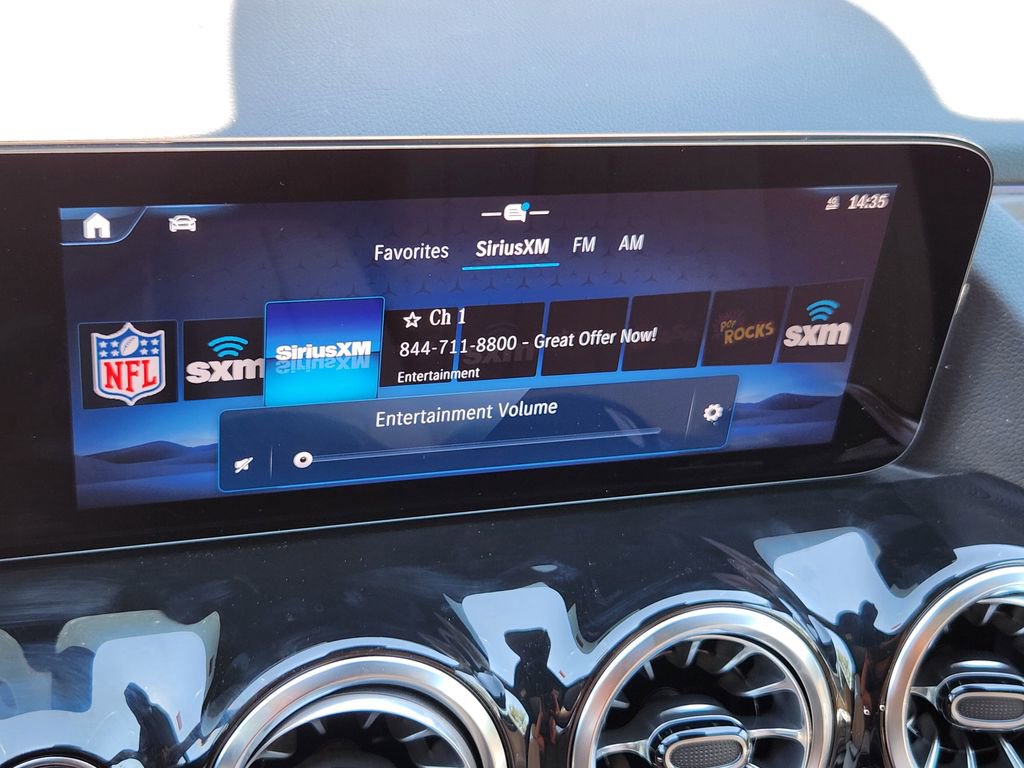 4G 14:35
Favorites SiriusXM FM AM
NFL
sxm
SiriusXM
Ch 1
844-711-8800 - Great Offer Now!
Entertainment
ROCKS
sxm
Entertainment Volume